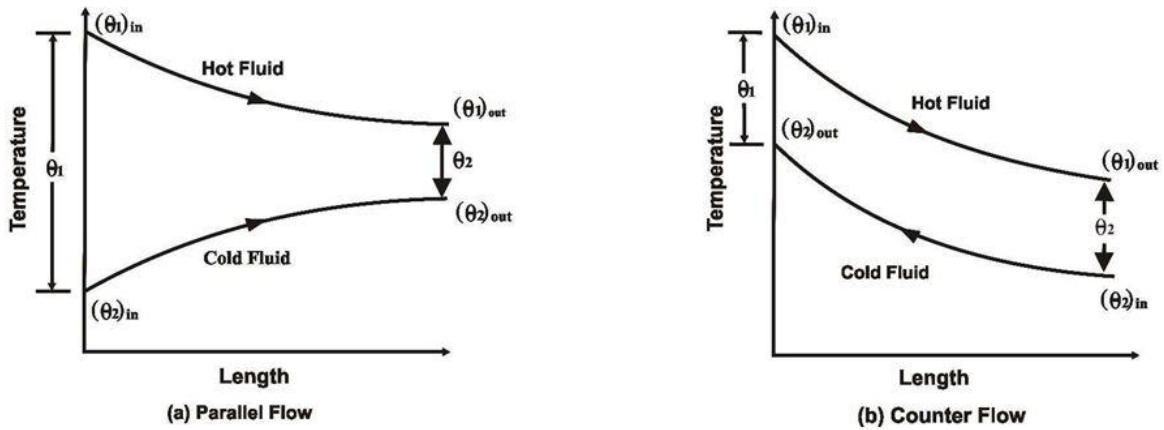 (θ1)in
Hot Fluid
(θ1)out
θ1
θ2
Temperature
(θ2)out
Cold Fluid
(θ2)in
Length
(a) Parallel Flow
(θ1)in
θ1
Hot Fluid
(θ2)out
(θ1)out
Temperature
θ2
Cold Fluid
(θ2)in
Length
(b) Counter Flow